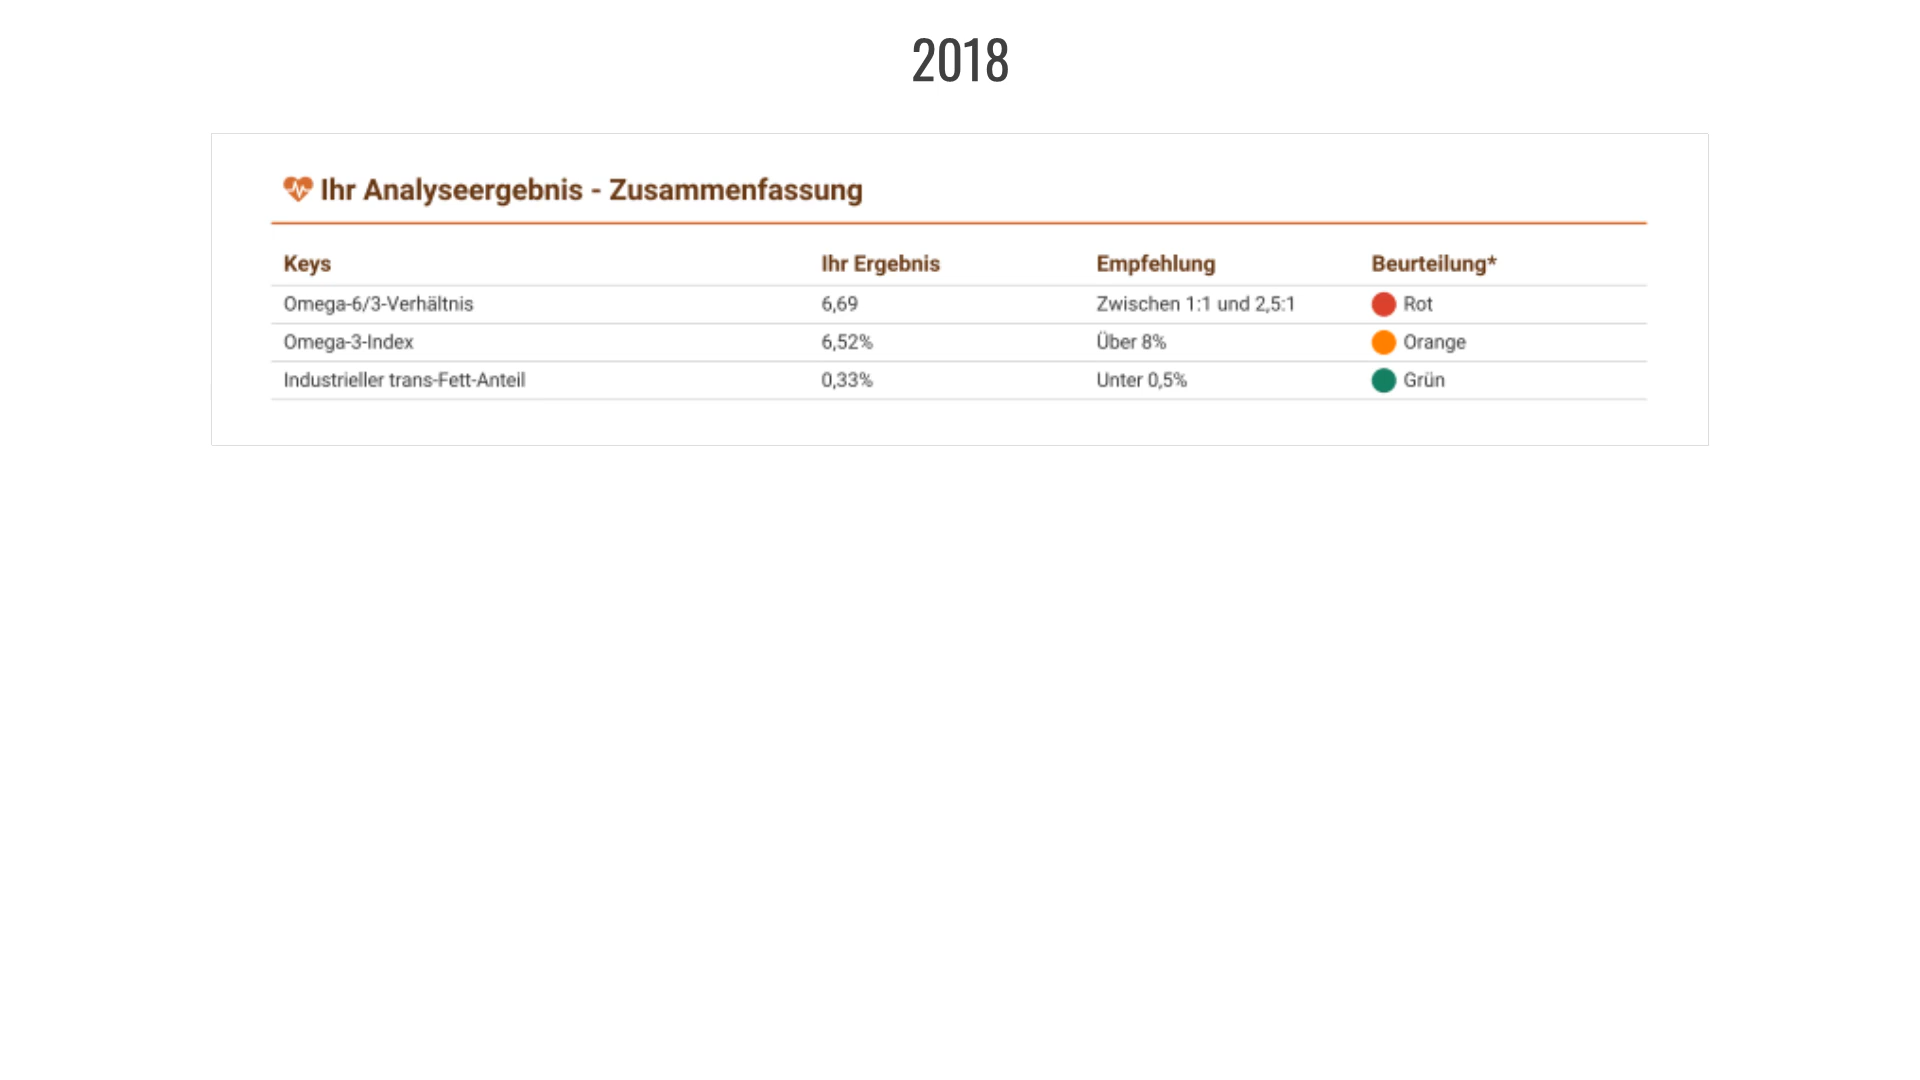 2018
Ihr Analyseergebnis - Zusammenfassung
Keys Ihr Ergebnis Empfehlung Beurteilung*
Omega-6/3-Verhältnis 6,69 Zwischen 1:1 und 2,5:1 Rot
Omega-3-Index 6,52% Über 8% Orange
Industrieller trans-Fett-Anteil 0,33% Unter 0,5% Grün